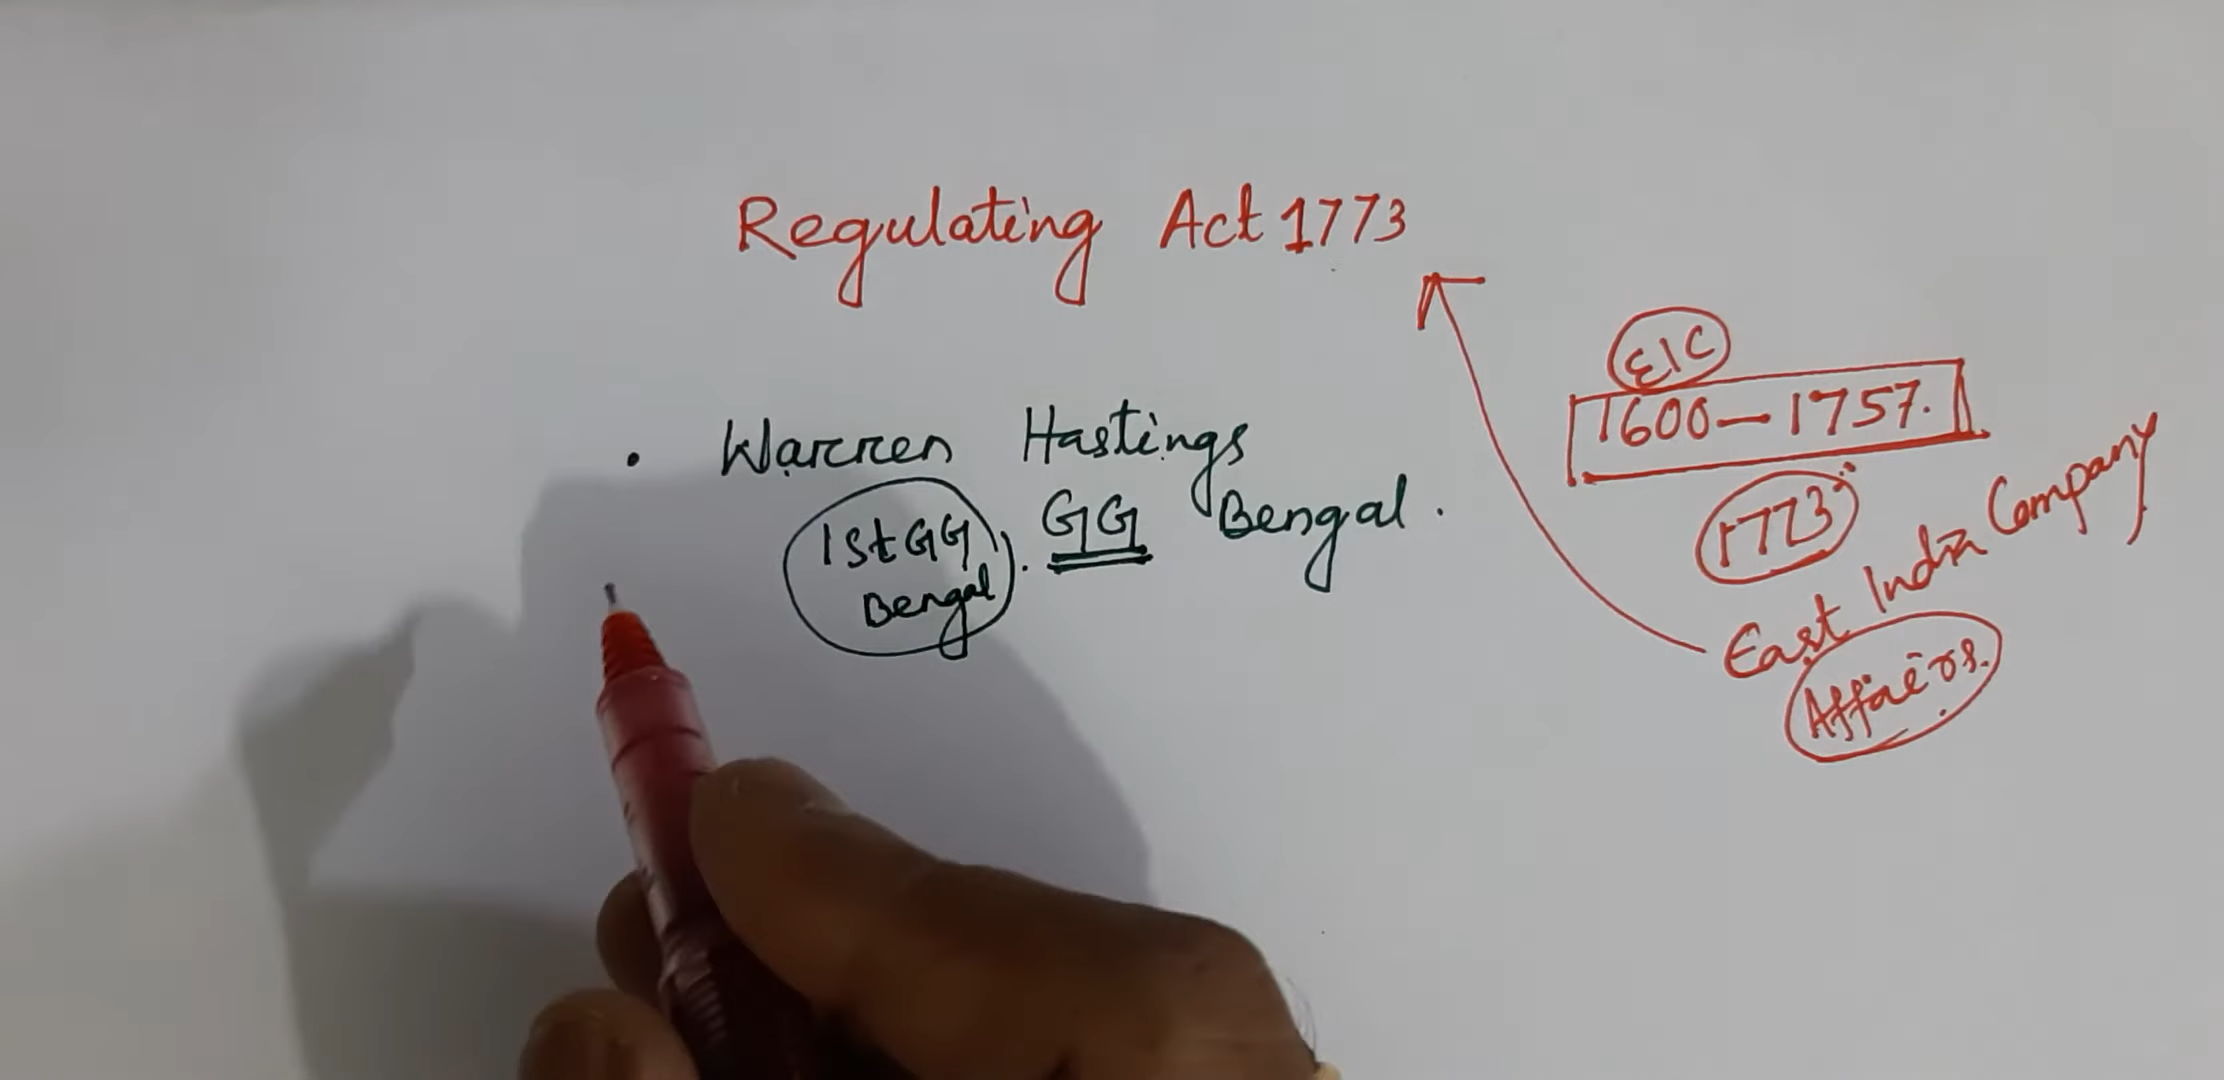 Regulating Act 1773
. Warren Hastings
GG Bengal.
1st GG
Bengal
EIC
1600-1757.
1773
East India Company
Affairs.